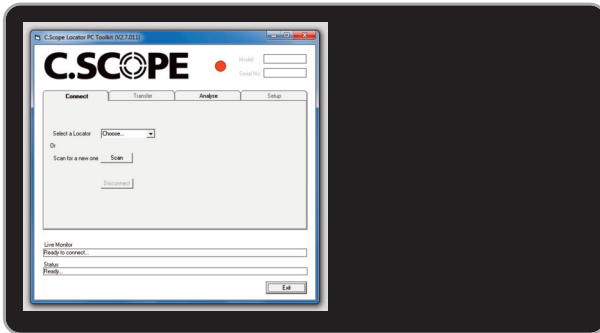 C.Scope Locator PC Toolkit (V2.7.011)
C.SCOPE
Model
Serial No
Connect Transfer Analyse Setup
Select a Locator Choose...
Or
Scan for a new one Scan
Disconnect
Live Monitor
Ready to connect...
Status
Ready...
Exit